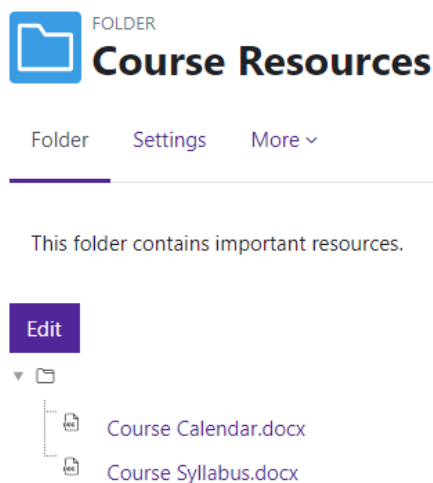 FOLDER
Course Resources
Folder Settings More
This folder contains important resources.
Edit
Course Calendar.docx
Course Syllabus.docx